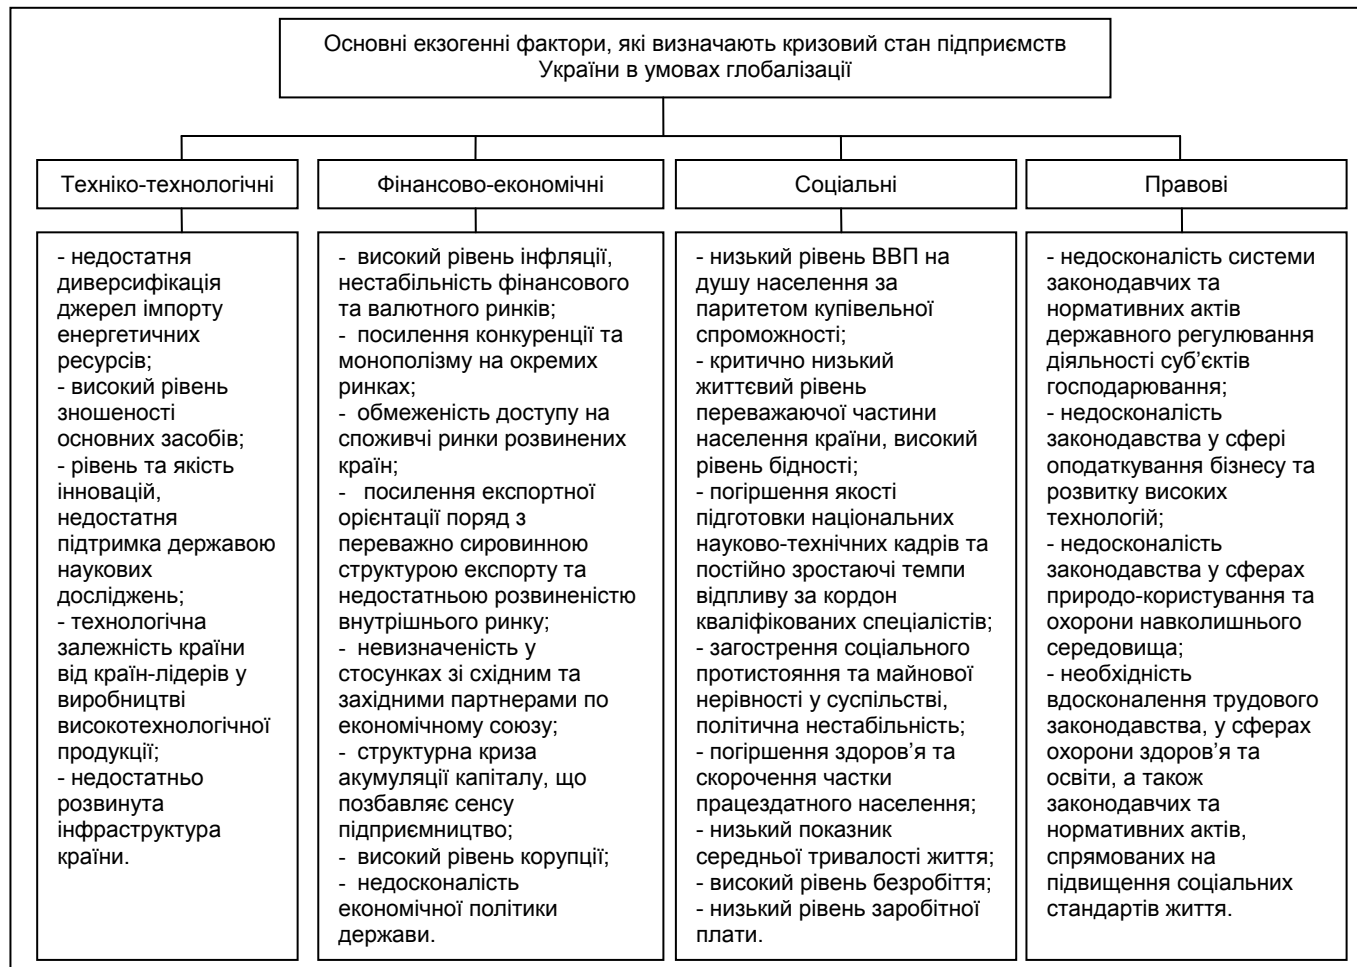 Основні екзогенні фактори, які визначають кризовий стан підприємств
України в умовах глобалізації
Техніко-технологічні
- недостатня
диверсифікація
джерел імпорту
енергетичних
ресурсів;
- високий рівень
зношеності
основних засобів;
- рівень та якість
інновацій,
недостатня
підтримка державою
наукових
досліджень;
- технологічна
залежність країни
від країн-лідерів у
виробництві
високотехнологічної
продукції;
- недостатньо
розвинута
інфраструктура
країни.
Фінансово-економічні
- високий рівень інфляції,
нестабільність фінансового
та валютного ринків;
- посилення конкуренції та
монополізму на окремих
ринках;
- обмеженість доступу на
споживчі ринки розвинених
країн;
- посилення експортної
орієнтації поряд з
переважно сировинною
структурою експорту та
недостатньою розвиненістю
внутрішнього ринку;
- невизначеність у
стосунках зі східним та
західними партнерами по
економічному союзу;
- структурна криза
акумуляції капіталу, що
позбавляє сенсу
підприємництво;
- високий рівень корупції;
- недосконалість
економічної політики
держави.
Соціальні
- низький рівень ВВП на
душу населення за
паритетом купівельної
спроможності;
- критично низький
життєвий рівень
переважаючої частини
населення країни, високий
рівень бідності;
- погіршення якості
підготовки національних
науково-технічних кадрів та
постійно зростаючі темпи
відпливу за кордон
кваліфікованих спеціалістів;
- загострення соціального
протистояння та майнової
нерівності у суспільстві,
політична нестабільність;
- погіршення здоров’я та
скорочення частки
працездатного населення;
- низький показник
середньої тривалості життя;
- високий рівень безробіття;
- низький рівень заробітної
плати.
Правові
- недосконалість системи
законодавчих та
нормативних актів
державного регулювання
діяльності суб’єктів
господарювання;
- недосконалість
законодавства у сфері
оподаткування бізнесу та
розвитку високих
технологій;
- недосконалість
законодавства у сферах
природо-користування та
охорони навколишнього
середовища;
- необхідність
вдосконалення трудового
законодавства, у сферах
охорони здоров’я та
освіти, а також
законодавчих та
нормативних актів,
спрямованих на
підвищення соціальних
стандартів життя.